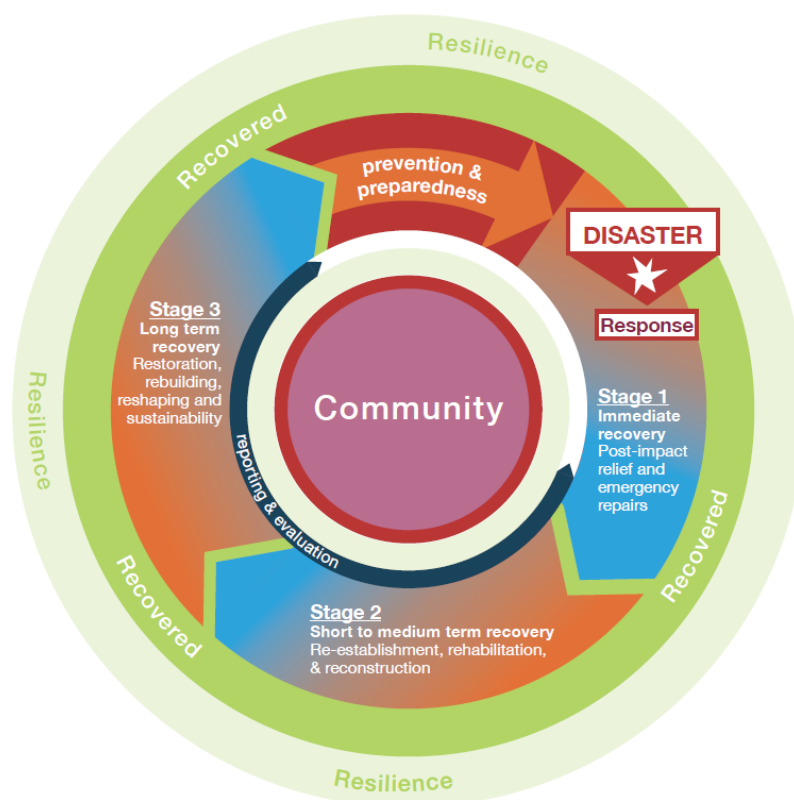 Resilience
Recovered
prevention &
preparedness
DISASTER
Response
Stage 1
Immediate
recovery
Post-impact
relief and
emergency
repairs
Recovered
Stage 2
Short to medium term recovery
Re-establishment, rehabilitation,
& reconstruction
Recovered
Stage 3
Long term
recovery
Restoration,
rebuilding,
reshaping and
sustainability
reporting & evaluation
Community
Resilience
Resilience